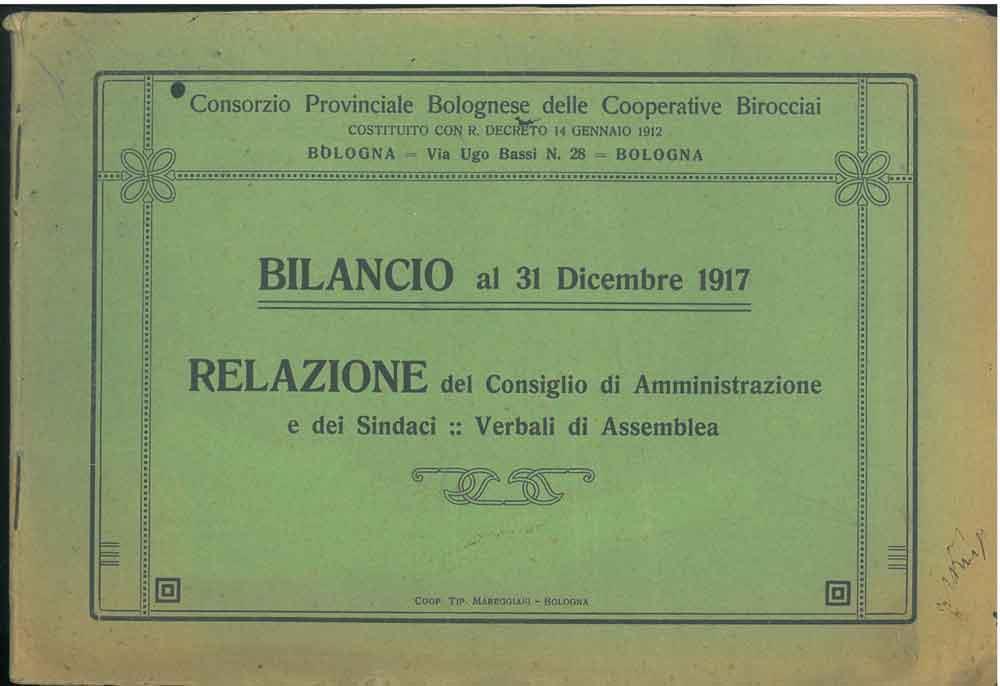 Consorzio Provinciale Bolognese delle Cooperative Birocciai
COSTITUITO CON R. DECRETO 14 GENNAIO 1912
BOLOGNA = Via Ugo Bassi N. 28 = BOLOGNA
BILANCIO al 31 Dicembre 1917
RELAZIONE del Consiglio di Amministrazione
e dei Sindaci :: Verbali di Assemblea
COOP. TIP. MAREGGIANI - BOLOGNA